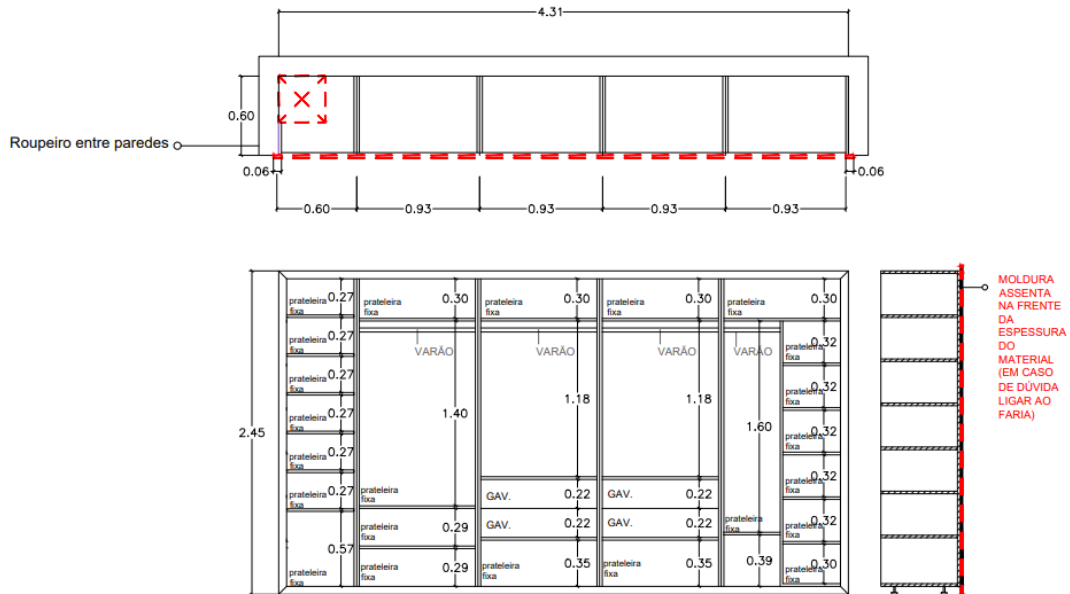 4.31
0.60
Roupeiro entre paredes
0.06
0.06
0.60
0.93
0.93
0.93
0.93
2.45
prateleira
fixa
0.27
prateleira
fixa
0.27
prateleira
fixa
0.27
prateleira
fixa
0.27
prateleira
fixa
0.27
prateleira
fixa
0.27
0.57
prateleira
fixa
prateleira
fixa
0.30
VARÃO
1.40
prateleira
fixa
0.29
prateleira
fixa
0.29
prateleira
fixa
0.30
VARÃO
1.18
GAV.
0.22
GAV.
0.22
prateleira
fixa
0.35
prateleira
fixa
0.30
VARÃO
1.18
GAV.
0.22
GAV.
0.22
prateleira
fixa
0.35
prateleira
fixa
0.30
VARÃO
1.60
prateleira
fixa
0.39
prateleira
fixa
0.32
prateleira
fixa
0.32
prateleira
fixa
0.32
prateleira
fixa
0.32
prateleira
fixa
0.32
prateleira
fixa
0.30
MOLDURA
ASSENTA
NA FRENTE
DA
ESPESSURA
DO
MATERIAL
(EM CASO
DE DÚVIDA
LIGAR AO
FARIA)